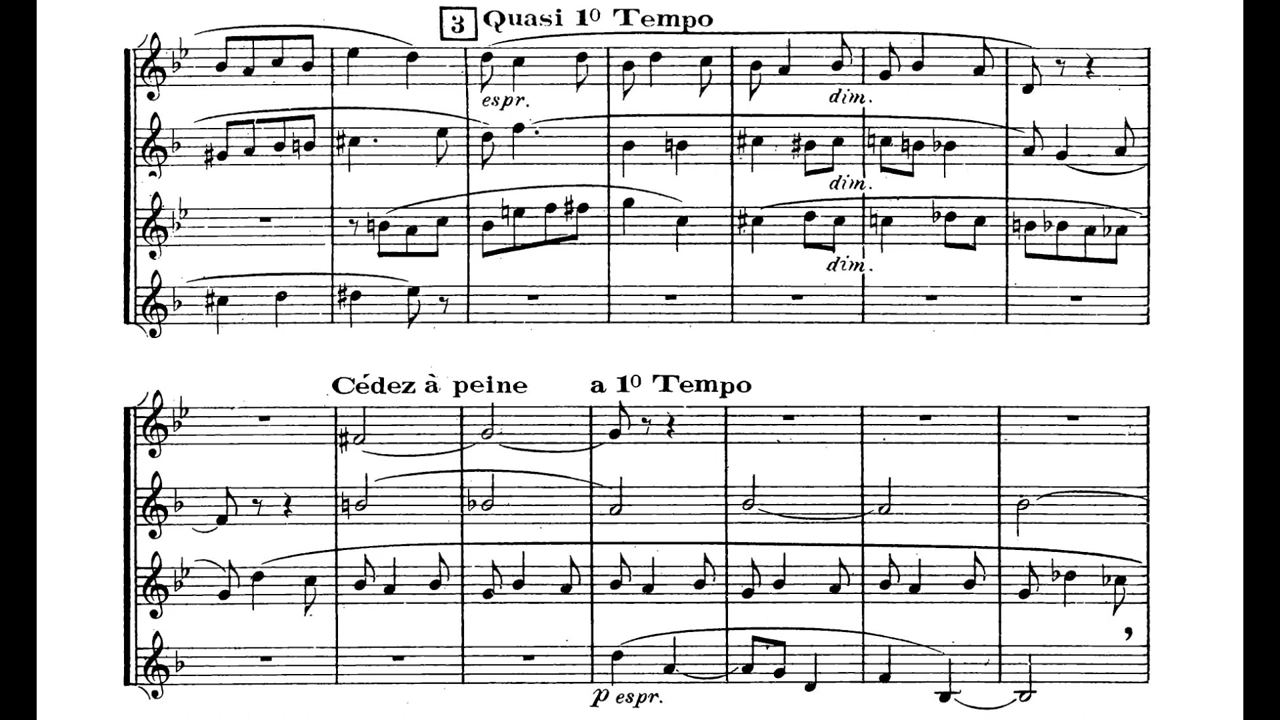 3 Quasi 1º Tempo
espr.
dim.
dim.
dim.
Cédez à peine a 1º Tempo
p espr.